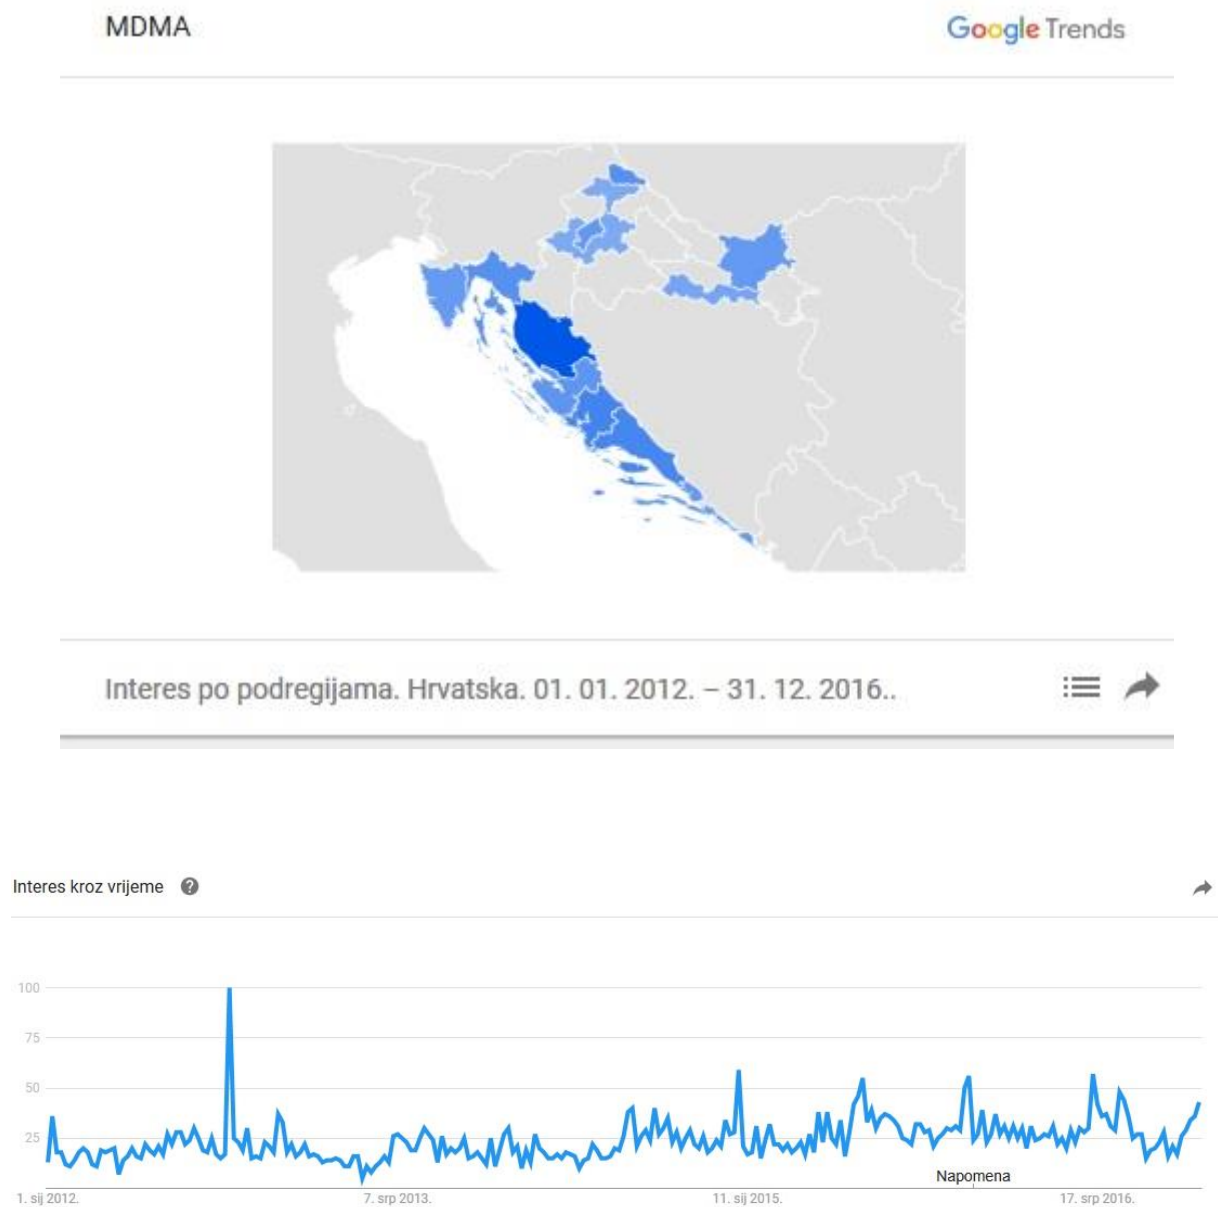 MDMA
Google Trends
Interes po podregijama. Hrvatska. 01. 01. 2012. – 31. 12. 2016..
Interes kroz vrijeme ?
100
75
50
25
Napomena
1. sij 2012.
7. srp 2013.
11. sij 2015.
17. srp 2016.